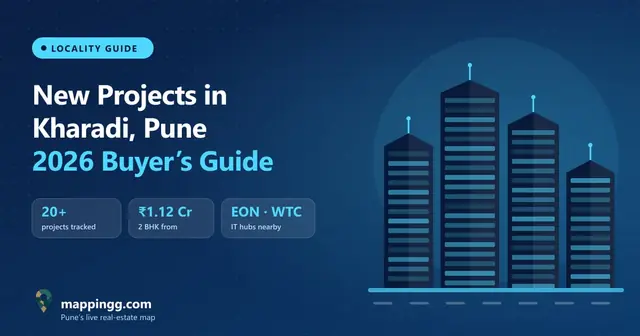 LOCALITY GUIDE
New Projects in
Kharadi, Pune
2026 Buyer’s Guide
20+
projects tracked
₹1.12 Cr
2 BHK from
EON · WTC
IT hubs nearby
mappingg.com
Pune's live real-estate map